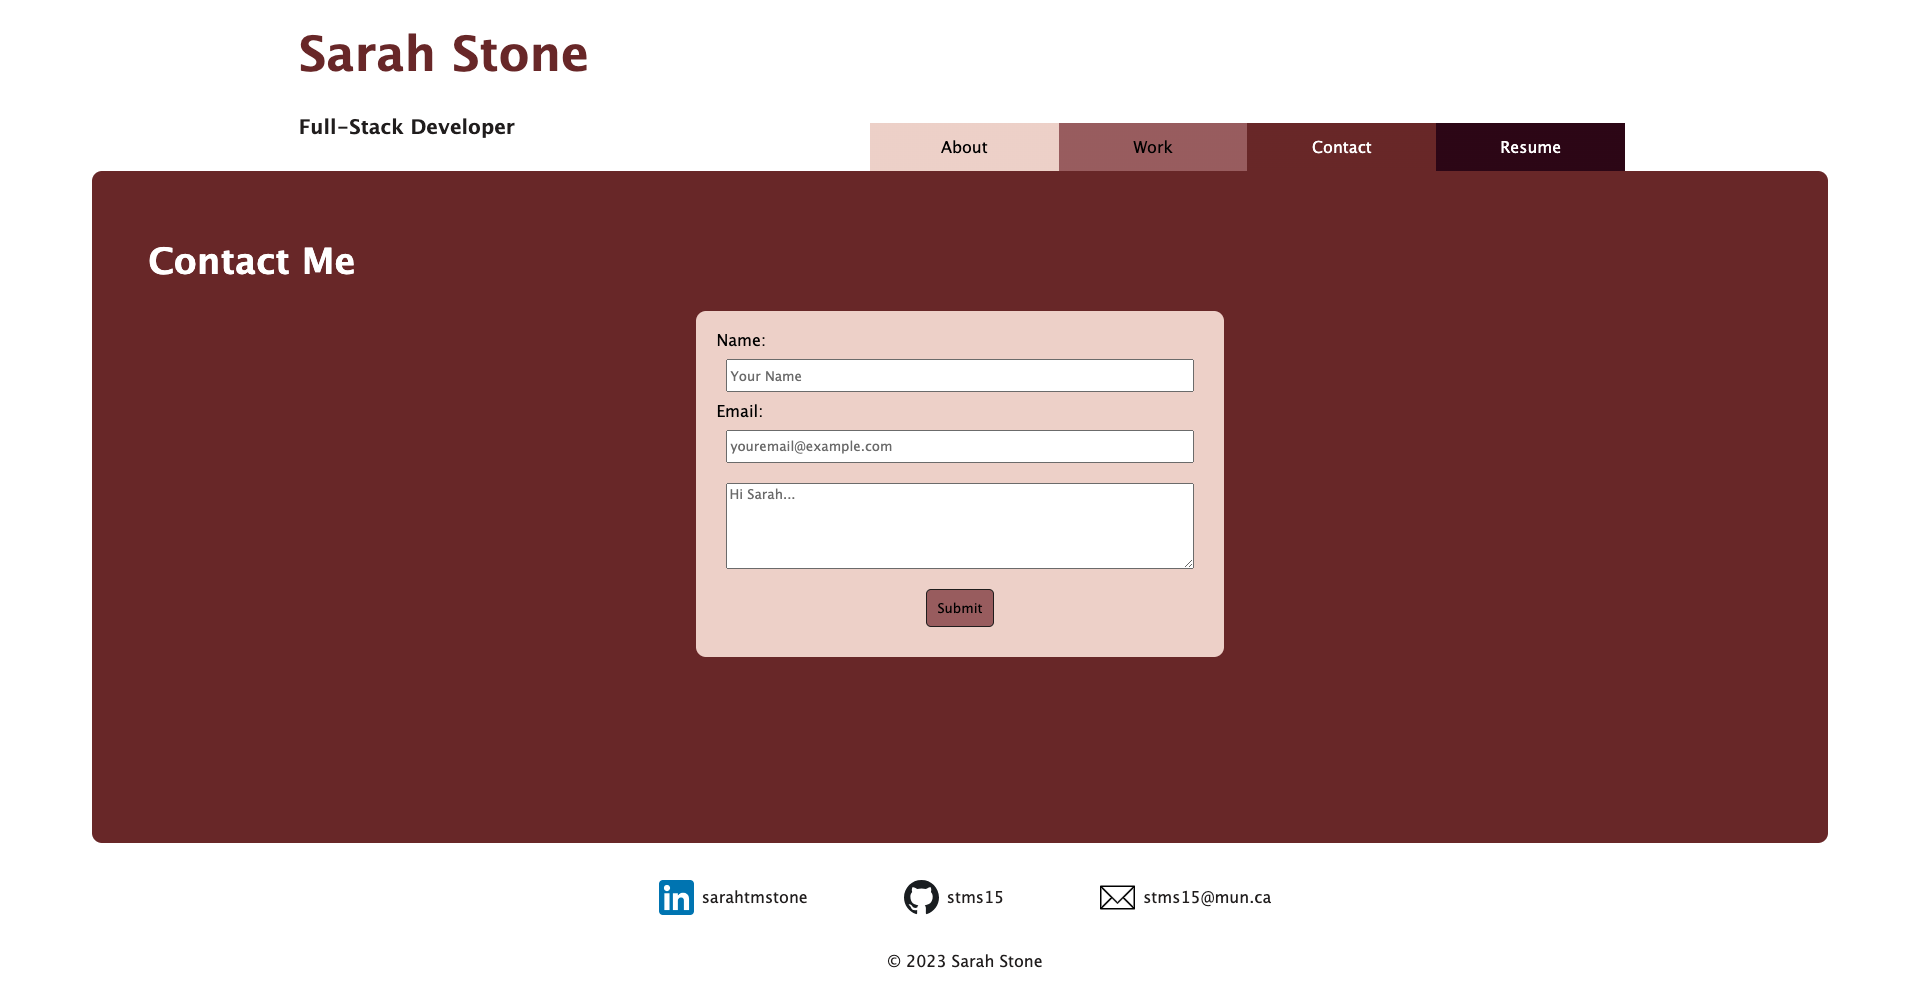 Sarah Stone
Full-Stack Developer
About Work Contact Resume
Contact Me
Name:
Your Name
Email:
youremail@example.com
Hi Sarah...
Submit
in sarahtmstone stms15 stms15@mun.ca
© 2023 Sarah Stone